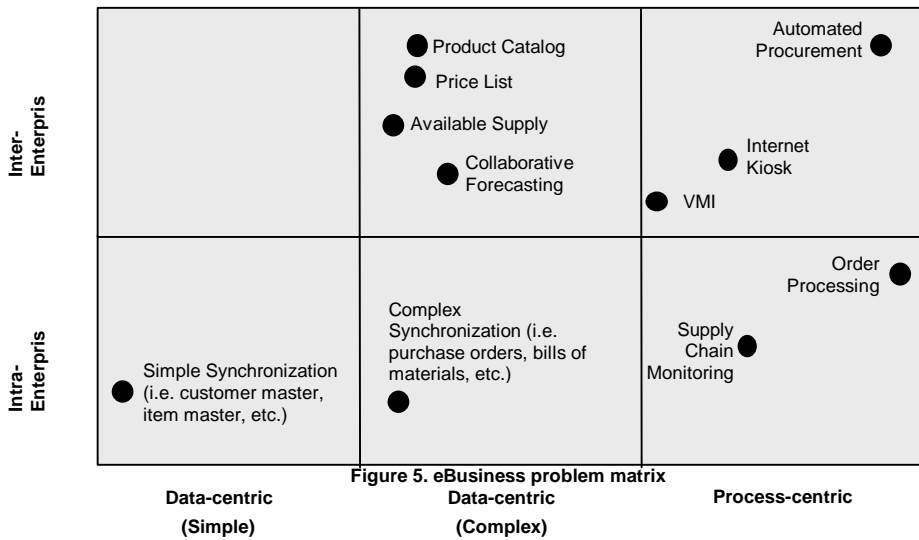 Inter-
Enterpris
Product Catalog
Price List
Available Supply
Collaborative
Forecasting
Automated
Procurement
Internet
Kiosk
VMI
Intra-
Enterpris
Simple Synchronization
(i.e. customer master,
item master, etc.)
Complex
Synchronization (i.e.
purchase orders, bills of
materials, etc.)
Order
Processing
Supply
Chain
Monitoring
Figure 5. eBusiness problem matrix
Data-centric
(Simple)
Data-centric
(Complex)
Process-centric